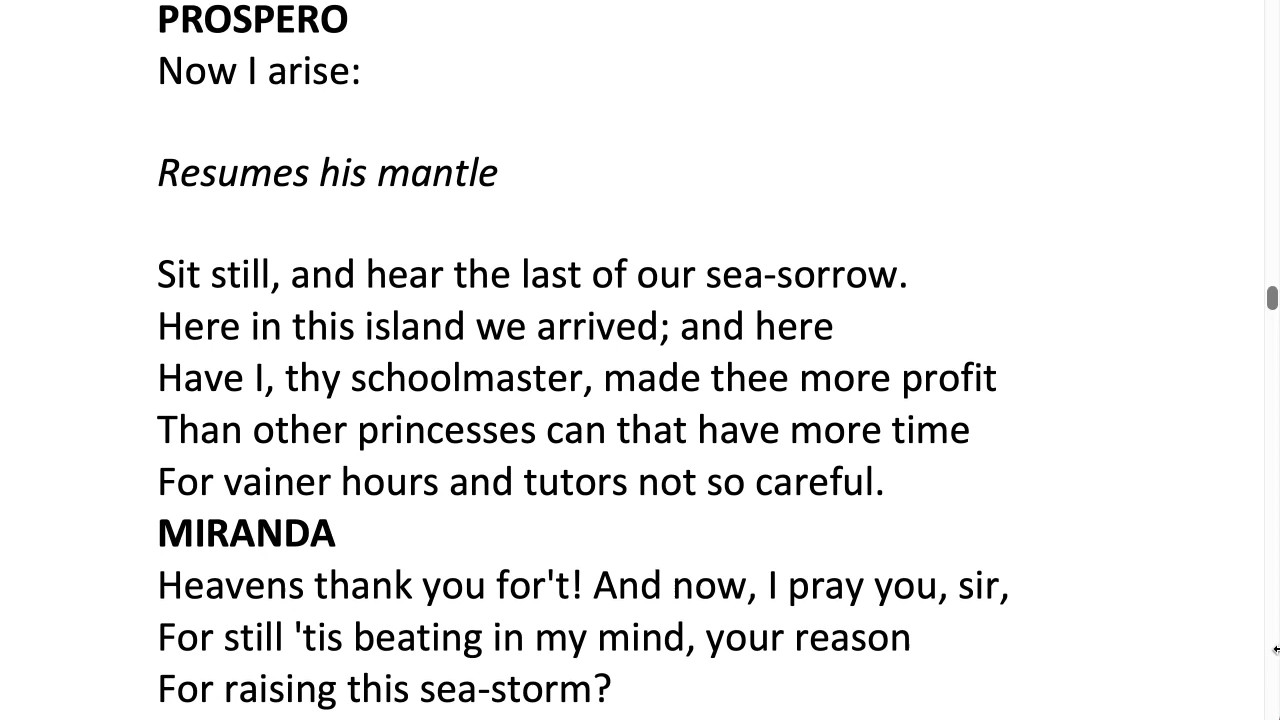 PROSPERO
Now I arise:
Resumes his mantle
Sit still, and hear the last of our sea-sorrow.
Here in this island we arrived; and here
Have I, thy schoolmaster, made thee more profit
Than other princesses can that have more time
For vainer hours and tutors not so careful.
MIRANDA
Heavens thank you for't! And now, I pray you, sir,
For still 'tis beating in my mind, your reason
For raising this sea-storm?